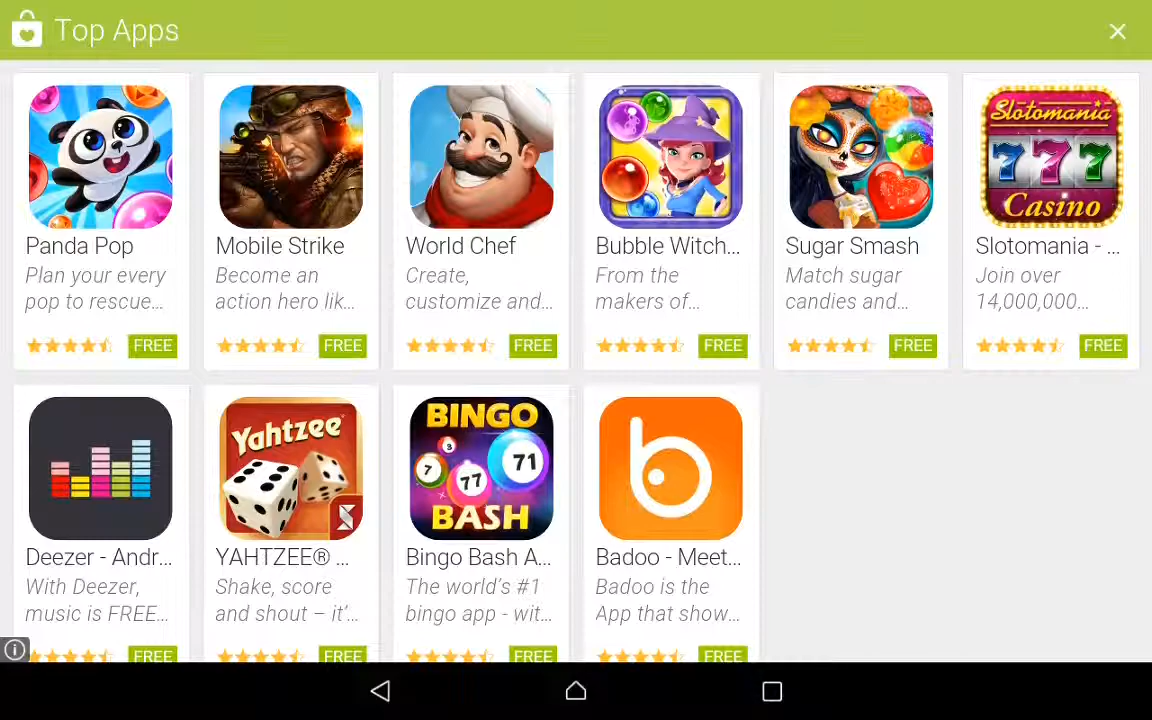 Top Apps
Slotomania
777
Casino
Panda Pop
Mobile Strike
World Chef
Bubble Witch...
Sugar Smash
Slotomania - ...
Plan your every
pop to rescue...
Become an
action hero lik...
Create,
customize and...
From the
makers of...
Match sugar
candies and...
Join over
14,000,000...
FREE
FREE
FREE
FREE
FREE
FREE
Yahtzee
BINGO
3
7
77
71
BASH
b
Deezer - Andr...
YAHTZEE® ...
Bingo Bash A...
Badoo - Meet...
With Deezer,
music is FREE...
Shake, score
and shout – it’...
The world’s #1
bingo app - wit...
Badoo is the
App that show...
FREE
FREE
FREE
FREE